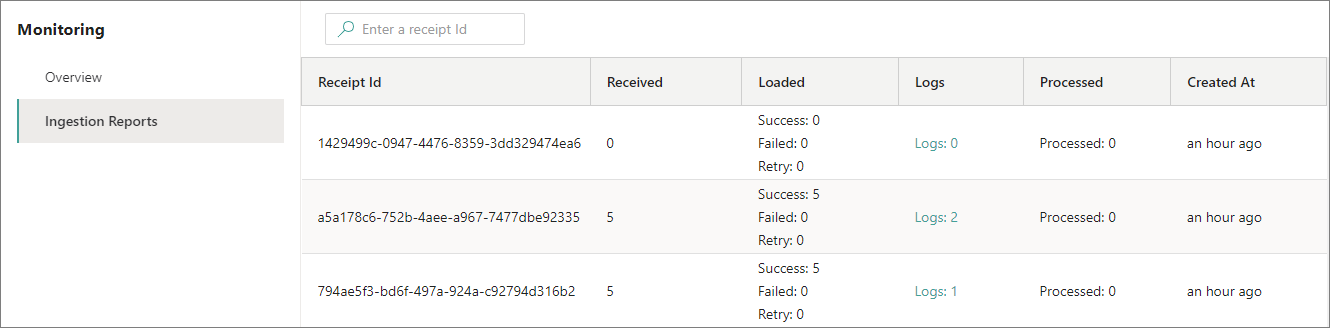 Monitoring
Overview
Ingestion Reports
Enter a receipt Id
Receipt Id Received Loaded Logs Processed Created At
Success: 0
1429499c-0947-4476-8359-3dd329474ea6 0 Failed: 0 Logs: 0 Processed: 0 an hour ago
Retry: 0
Success: 5
a5a178c6-752b-4aee-a967-7477dbe92335 5 Failed: 0 Logs: 2 Processed: 0 an hour ago
Retry: 0
Success: 5
794ae5f3-bd6f-497a-924a-c92794d316b2 5 Failed: 0 Logs: 1 Processed: 0 an hour ago
Retry: 0